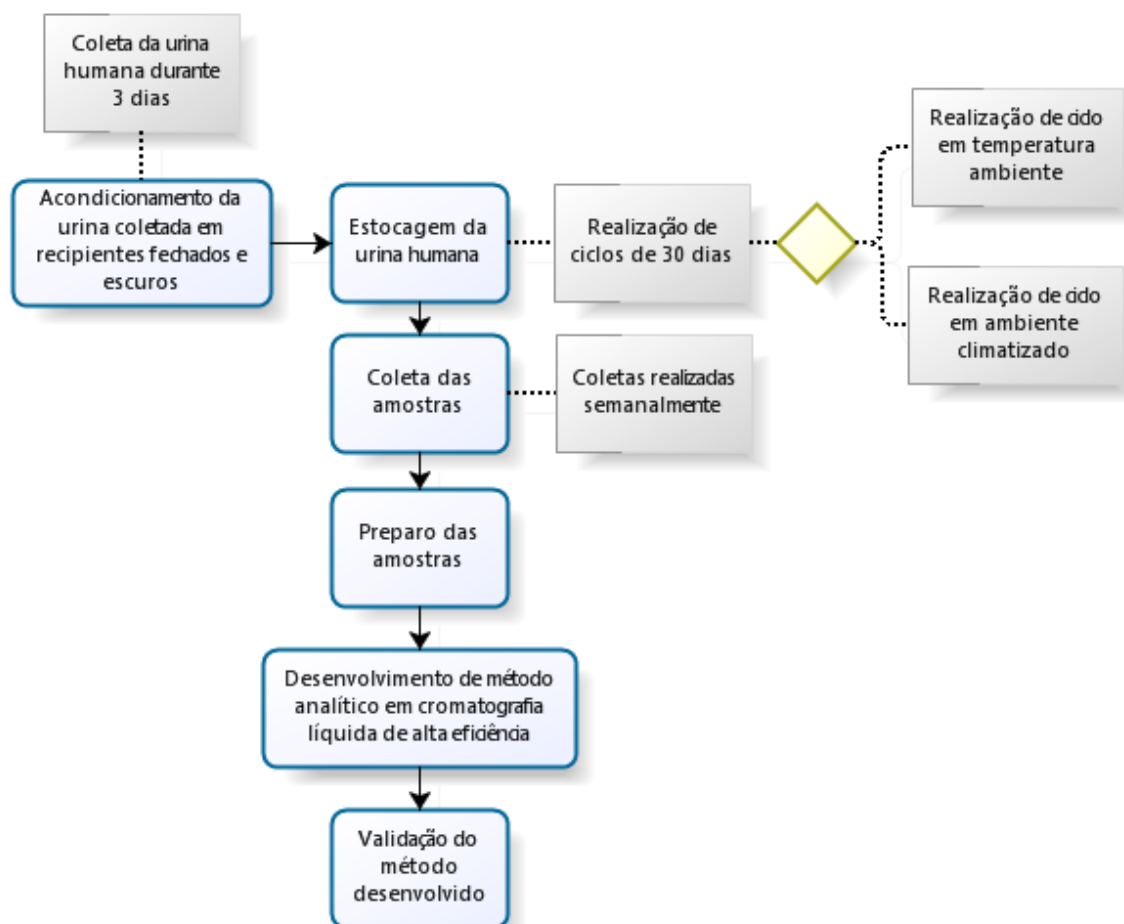 Coleta da urina
humana durante
3 dias
Acondicionamento da
urina coletada em
recipientes fechados e
escuros
Estocagem da
urina humana
Realização de
ciclos de 30 dias
Realização de ciclo
em temperatura
ambiente
Realização de ciclo
em ambiente
climatizado
Coleta das
amostras
Coletas realizadas
semanalmente
Preparo das
amostras
Desenvolvimento de método
analítico em cromatografia
líquida de alta eficiência
Validação do
método
desenvolvido